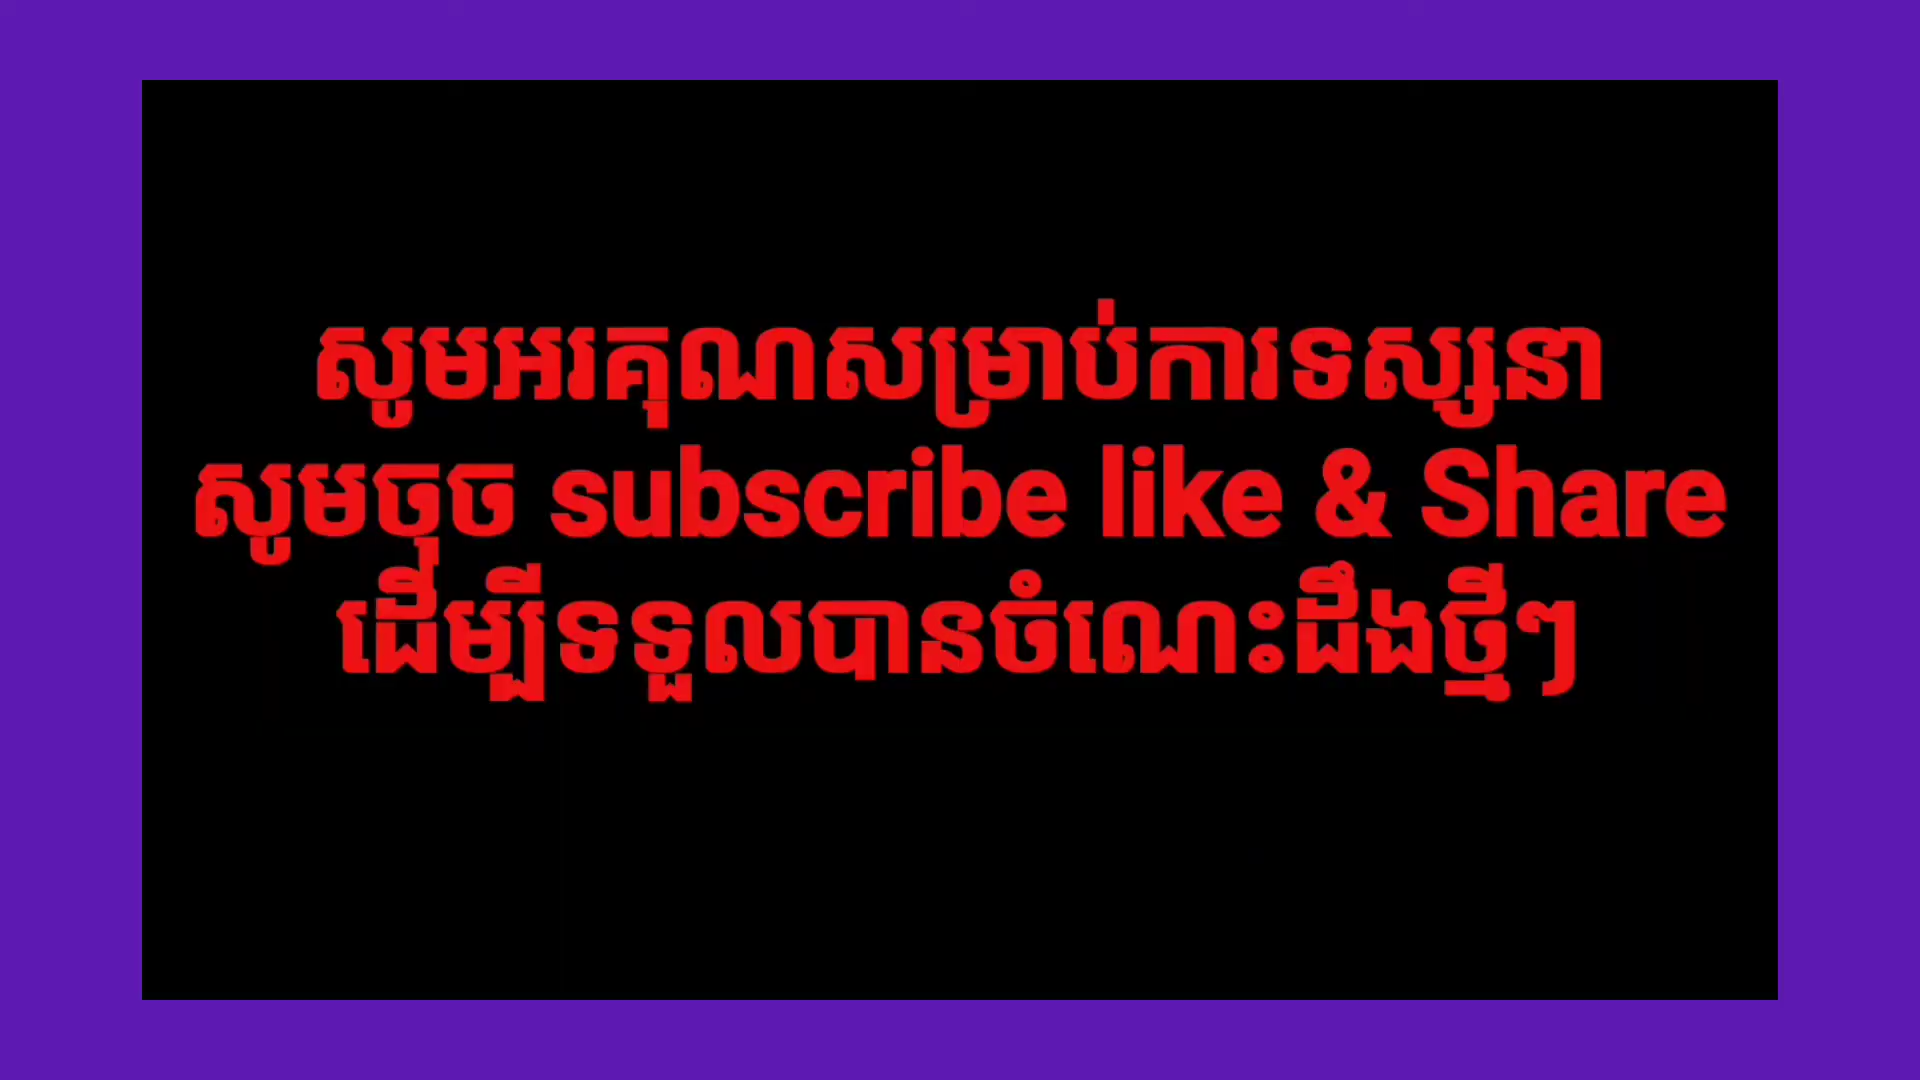 សូមអរគុណសម្រាប់ការទស្សនា
សូមចុច subscribe like & Share
ដើម្បីទទួលបានចំណេះដឹងថ្មីៗ